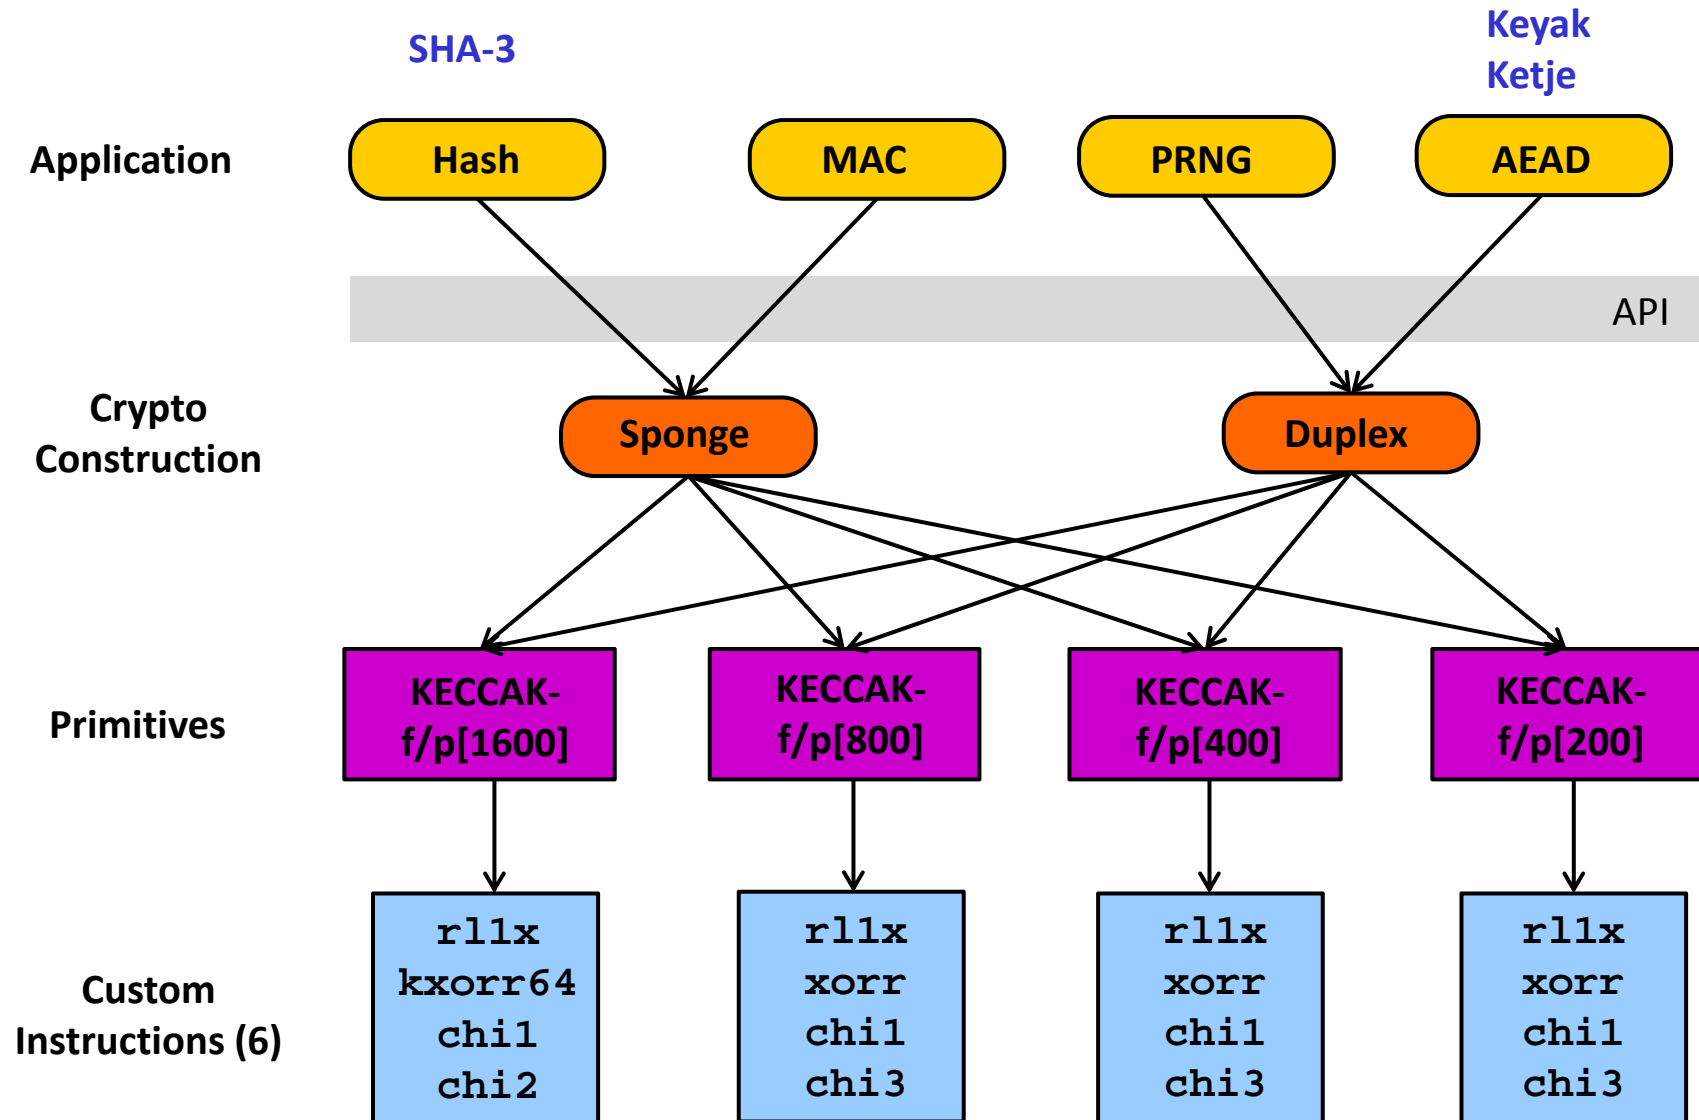 SHA-3
Keyak
Ketje
Application
Hash
MAC
PRNG
AEAD
API
Crypto
Construction
Sponge
Duplex
Primitives
KECCAK-
f/p[1600]
KECCAK-
f/p[800]
KECCAK-
f/p[400]
KECCAK-
f/p[200]
Custom
Instructions (6)
rl1x
kxorr64
chi1
chi2
rl1x
xorr
chi1
chi3
rl1x
xorr
chi1
chi3
rl1x
xorr
chi1
chi3